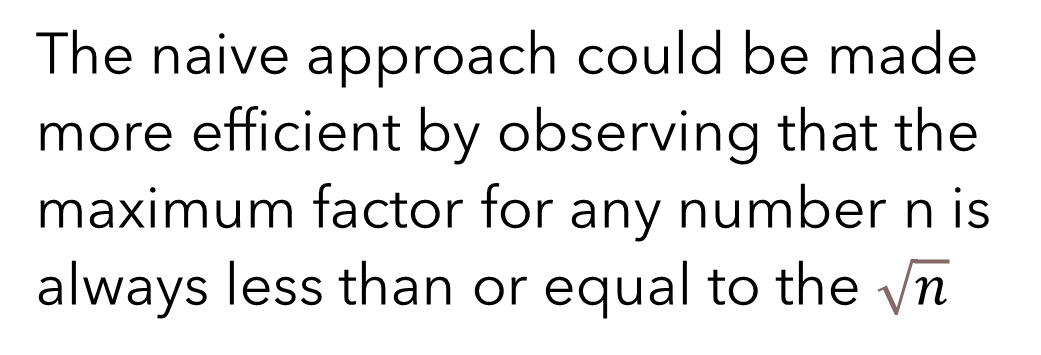 The naive approach could be made
more efficient by observing that the
maximum factor for any number n is
always less than or equal to the √n